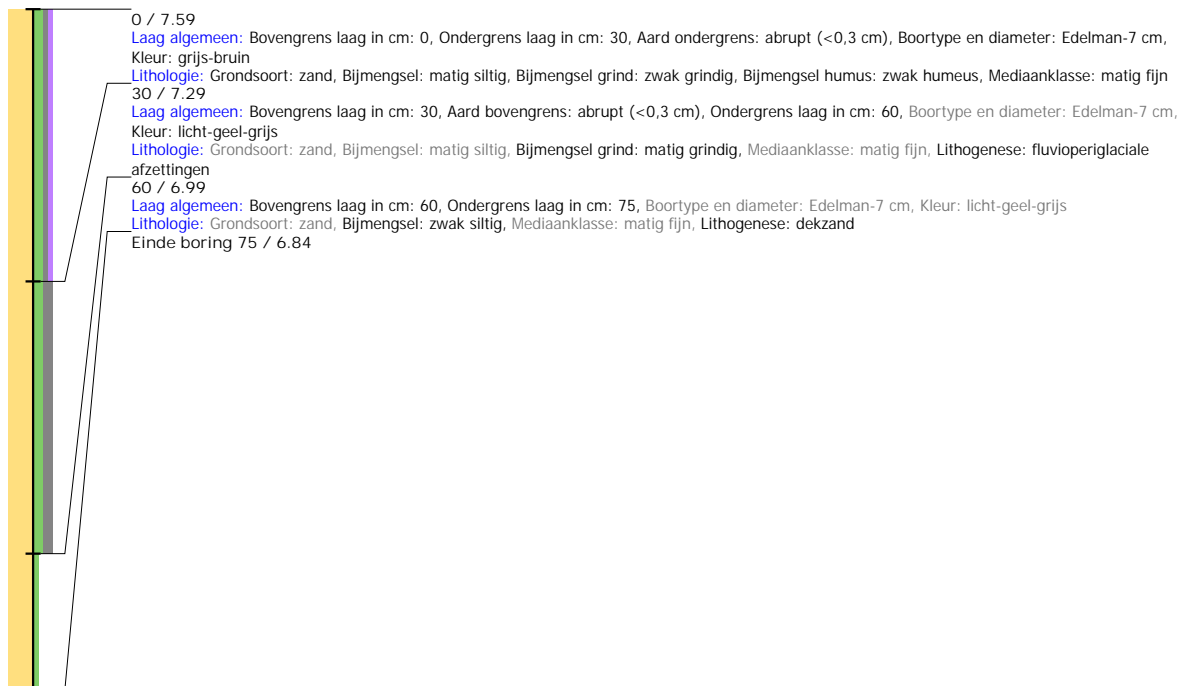 0 / 7.59
Laag algemeen: Bovengrens laag in cm: 0, Ondergrens laag in cm: 30, Aard ondergrens: abrupt (<0,3 cm), Boortype en diameter: Edelman-7 cm,
Kleur: grijs-bruin
Lithologie: Grondsoort: zand, Bijmengsel: matig siltig, Bijmengsel grind: zwak grindig, Bijmengsel humus: zwak humeus, Mediaanklasse: matig fijn
30 / 7.29
Laag algemeen: Bovengrens laag in cm: 30, Aard bovengrens: abrupt (<0,3 cm), Ondergrens laag in cm: 60, Boortype en diameter: Edelman-7 cm,
Kleur: licht-geel-grijs
Lithologie: Grondsoort: zand, Bijmengsel: matig siltig, Bijmengsel grind: matig grindig, Mediaanklasse: matig fijn, Lithogenese: fluvioperiglaciale
afzettingen
60 / 6.99
Laag algemeen: Bovengrens laag in cm: 60, Ondergrens laag in cm: 75, Boortype en diameter: Edelman-7 cm, Kleur: licht-geel-grijs
Lithologie: Grondsoort: zand, Bijmengsel: zwak siltig, Mediaanklasse: matig fijn, Lithogenese: dekzand
Einde boring 75 / 6.84